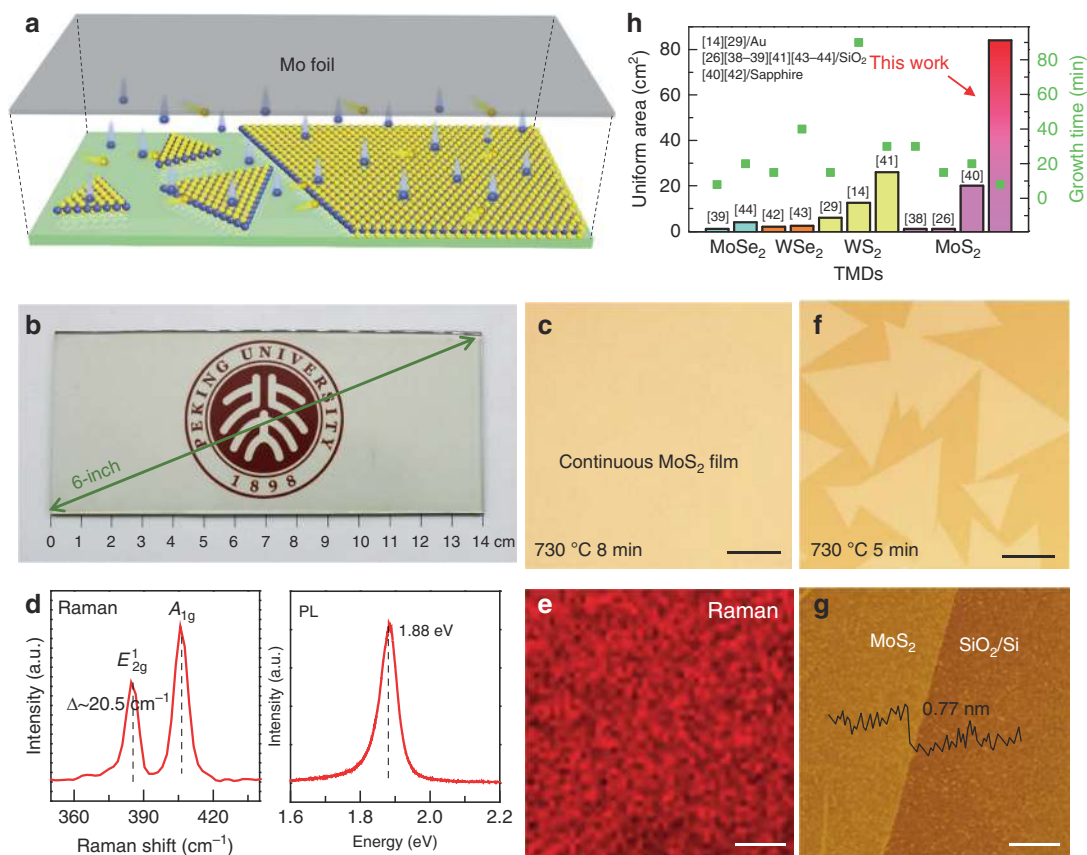 a
Mo foil
h
[14][29]/Au
[26][38–39][41][43–44]/SiO₂
[40][42]/Sapphire
This work
Uniform area (cm²)
80
60
40
20
0
Growth time (min)
90
80
60
40
20
0
[39]
[44]
[42]
[43]
[29]
[14]
[41]
[38]
[26]
[40]
MoSe₂
WSe₂
WS₂
MoS₂
TMDs
b
PEKING UNIVERSITY
1898
6-inch
0 1 2 3 4 5 6 7 8 9 10 11 12 13 14 cm
c
Continuous MoS₂ film
730 °C 8 min
f
730 °C 5 min
d
Raman
A₁g
E¹₂g
Δ~20.5 cm⁻¹
Intensity (a.u.)
360 390 420
Raman shift (cm⁻¹)
PL
1.88 eV
Intensity (a.u.)
1.6 1.8 2.0 2.2
Energy (eV)
e
Raman
g
MoS₂
SiO₂/Si
0.77 nm